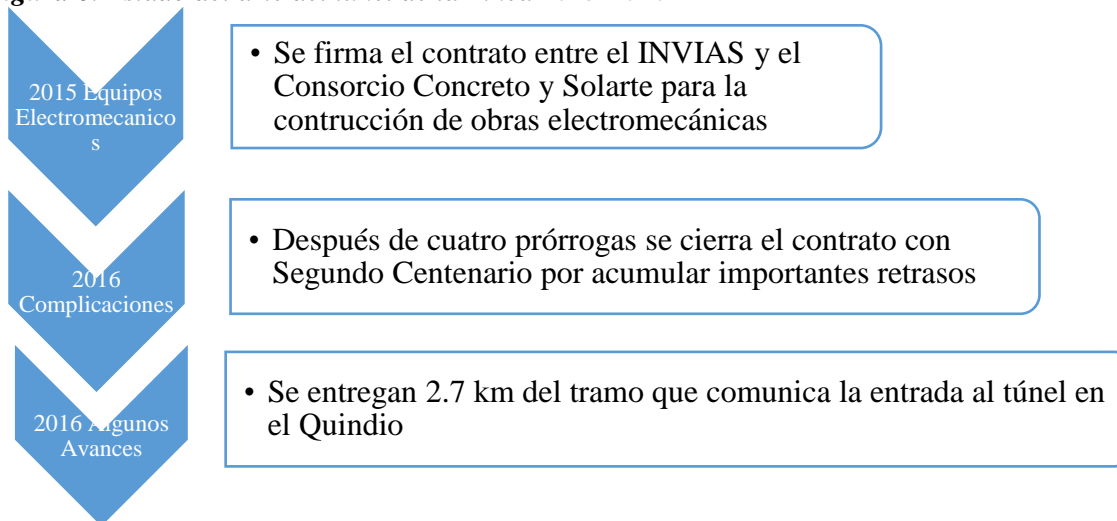 2015 Equipos
Electromecanico
s
• Se firma el contrato entre el INVIAS y el
Consorcio Concreto y Solarte para la
contrucción de obras electromecánicas
2016
Complicaciones
• Después de cuatro prórrogas se cierra el contrato con
Segundo Centenario por acumular importantes retrasos
2016 Algunos
Avances
• Se entregan 2.7 km del tramo que comunica la entrada al túnel en
el Quindio